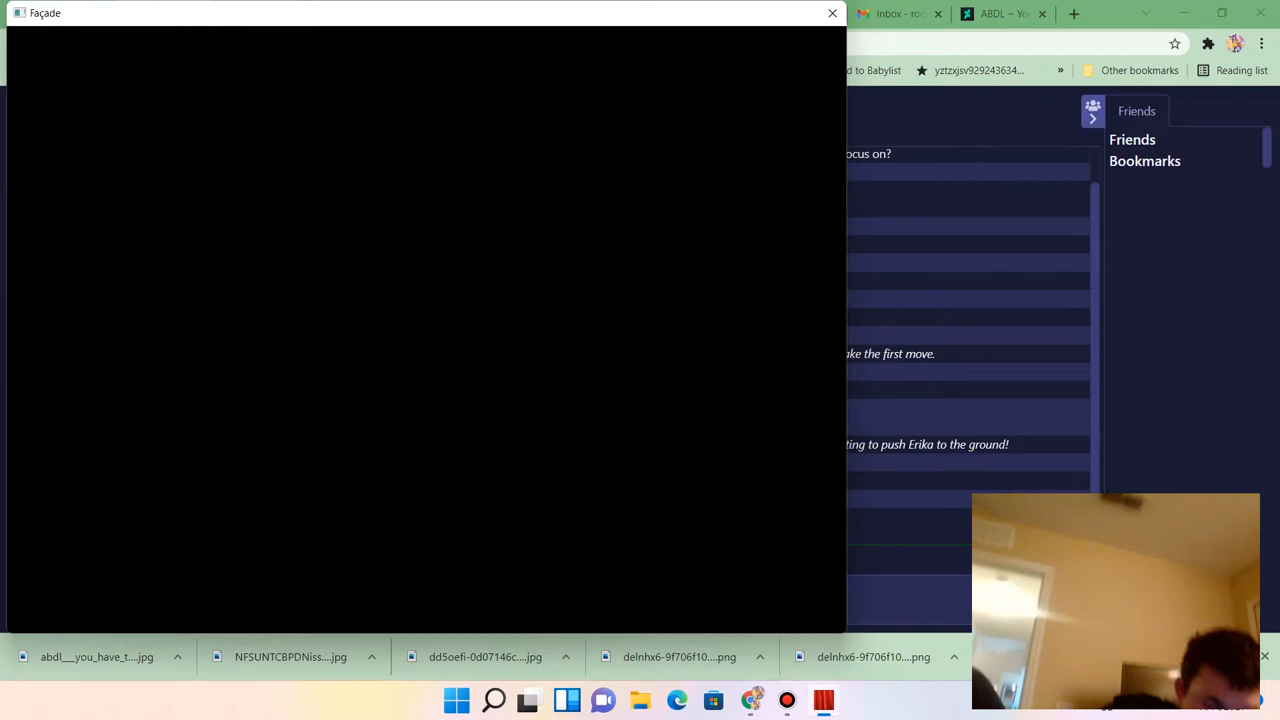 Façade
Inbox - roo
ABDL ~ Yo
d to Babylist
yztzxjsv929243634...
»
Other bookmarks
Reading list
Friends
Friends
Bookmarks
ocus on?
ake the first move.
ting to push Erika to the ground!
abdl___you_have_t....jpg
NFSUNTCBPDNiss....jpg
dd5oefi-0d07146c....jpg
delnhx6-9f706f10....png
delnhx6-9f706f10....png